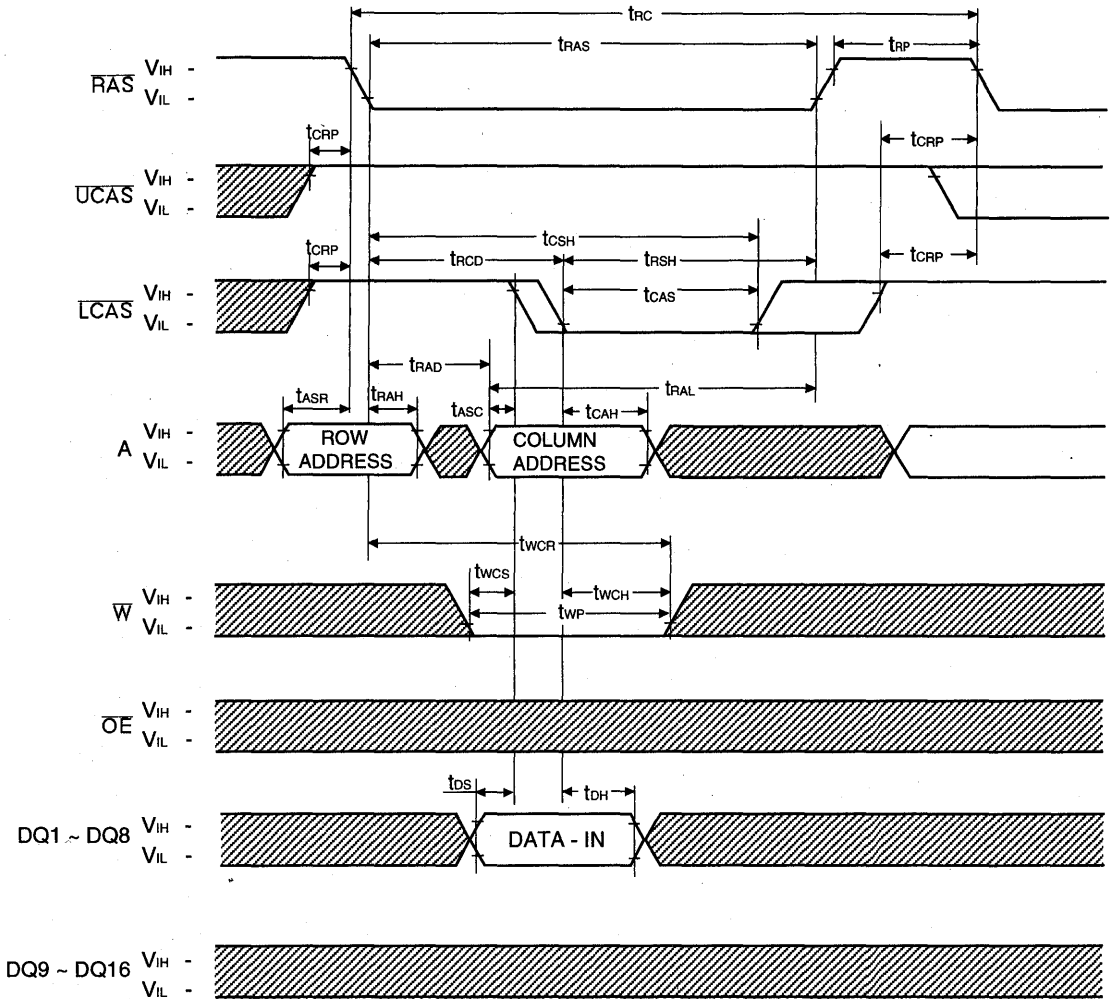 tRC
tRAS
tRP
RAS
VIH -
VIL -
tCRP
tCRP
UCAS
VIH -
VIL -
tCSH
tCRP
tRCD
tRSH
tCRP
LCAS
VIH -
VIL -
tCAS
tRAD
tRAL
tASR
tRAH
tASC
tCAH
A
VIH -
VIL -
ROW
ADDRESS
COLUMN
ADDRESS
tWCR
tWCS
tWCH
W
VIH -
VIL -
tWP
OE
VIH -
VIL -
tDS
tDH
DQ1 ~ DQ8
VIH -
VIL -
DATA - IN
DQ9 ~ DQ16
VIH -
VIL -